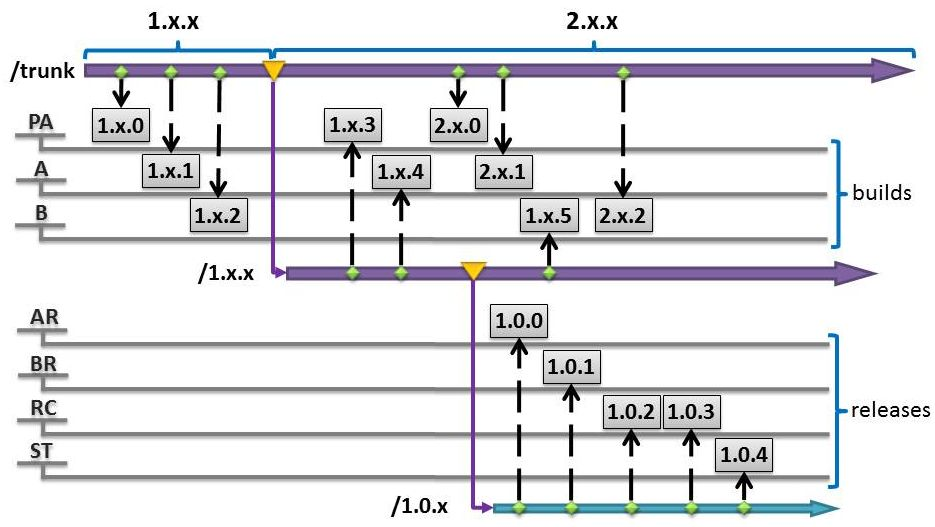 1.x.x 2.x.x
/trunk
PA 1.x.0 1.x.3 2.x.0
A 1.x.1 1.x.4 2.x.1 builds
B 1.x.2 1.x.5 2.x.2
/1.x.x
AR 1.0.0
BR 1.0.1
RC 1.0.2 1.0.3 releases
ST 1.0.4
/1.0.x